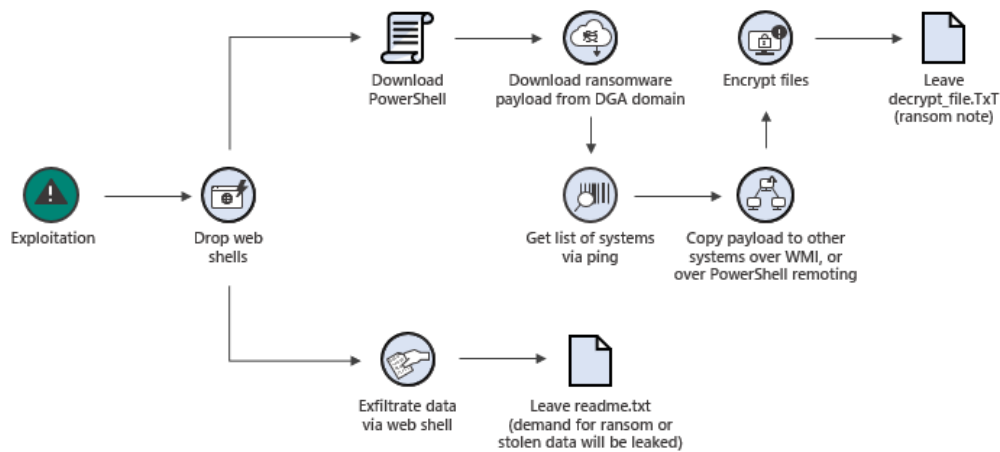 Download
PowerShell
Download ransomware
payload from DGA domain
Encrypt files
Leave
decrypt_file.TxT
(ransom note)
Exploitation
Drop web
shells
Get list of systems
via ping
Copy payload to other
systems over WMI, or
over PowerShell remoting
Exfiltrate data
via web shell
Leave readme.txt
(demand for ransom or
stolen data will be leaked)